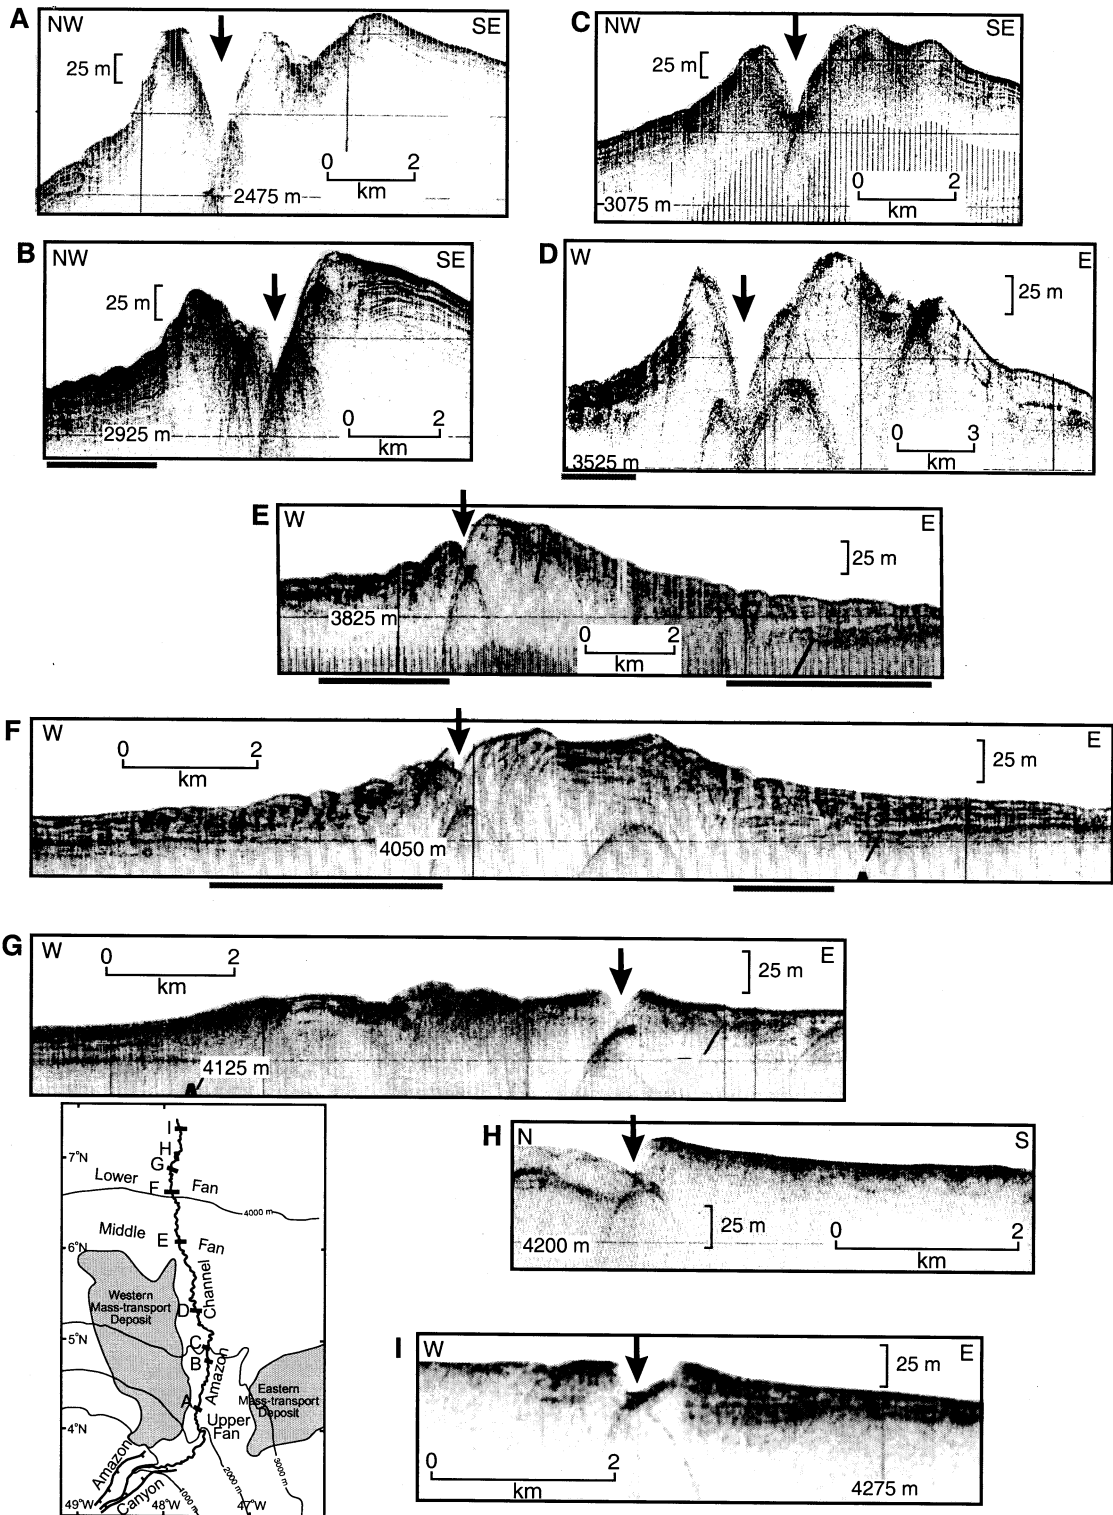 A
NW
SE
25 m
0 2
km
2475 m
C
NW
SE
25 m
0 2
km
3075 m
B
NW
SE
25 m
0 2
km
2925 m
D
W
E
25 m
0 3
km
3525 m
E
W
E
25 m
3825 m
0 2
km
F
W
E
0 2
km
25 m
4050 m
G
W
E
0 2
km
25 m
4125 m
H
N
S
25 m
4200 m
0 2
km
I
W
E
25 m
0 2
km
4275 m
I
H
7°N
G
Lower
Fan
F
4000 m
Middle
Fan
E
6°N
Channel
Western
Mass-transport
Deposit
D
5°N
C
B
Amazon
A
Eastern
Mass-transport
Deposit
Upper
Fan
4°N
Amazon
Canyon
1000 m
2000 m
3000 m
49°W
48°W
47°W